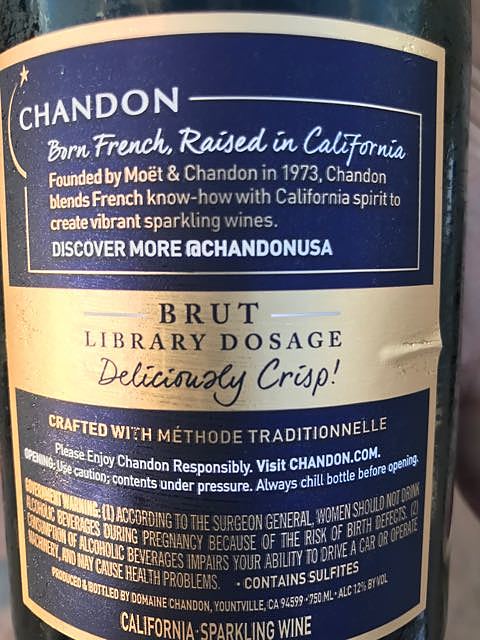 CHANDON
Born French, Raised in California
Founded by Moët & Chandon in 1973, Chandon
blends French know-how with California spirit to
create vibrant sparkling wines.
DISCOVER MORE @CHANDONUSA
BRUT
LIBRARY DOSAGE
Deliciously Crisp!
CRAFTED WITH MÉTHODE TRADITIONNELLE
Please Enjoy Chandon Responsibly. Visit CHANDON.COM.
OPENING: Use caution; contents under pressure. Always chill bottle before opening.
GOVERNMENT WARNING: (1) ACCORDING TO THE SURGEON GENERAL, WOMEN SHOULD NOT DRINK
ALCOHOLIC BEVERAGES DURING PREGNANCY BECAUSE OF THE RISK OF BIRTH DEFECTS. (2)
CONSUMPTION OF ALCOHOLIC BEVERAGES IMPAIRS YOUR ABILITY TO DRIVE A CAR OR OPERATE
MACHINERY, AND MAY CAUSE HEALTH PROBLEMS. • CONTAINS SULFITES
PRODUCED & BOTTLED BY DOMAINE CHANDON, YOUNTVILLE, CA 94599 • 750 ML • ALC 12% BY VOL
CALIFORNIA SPARKLING WINE